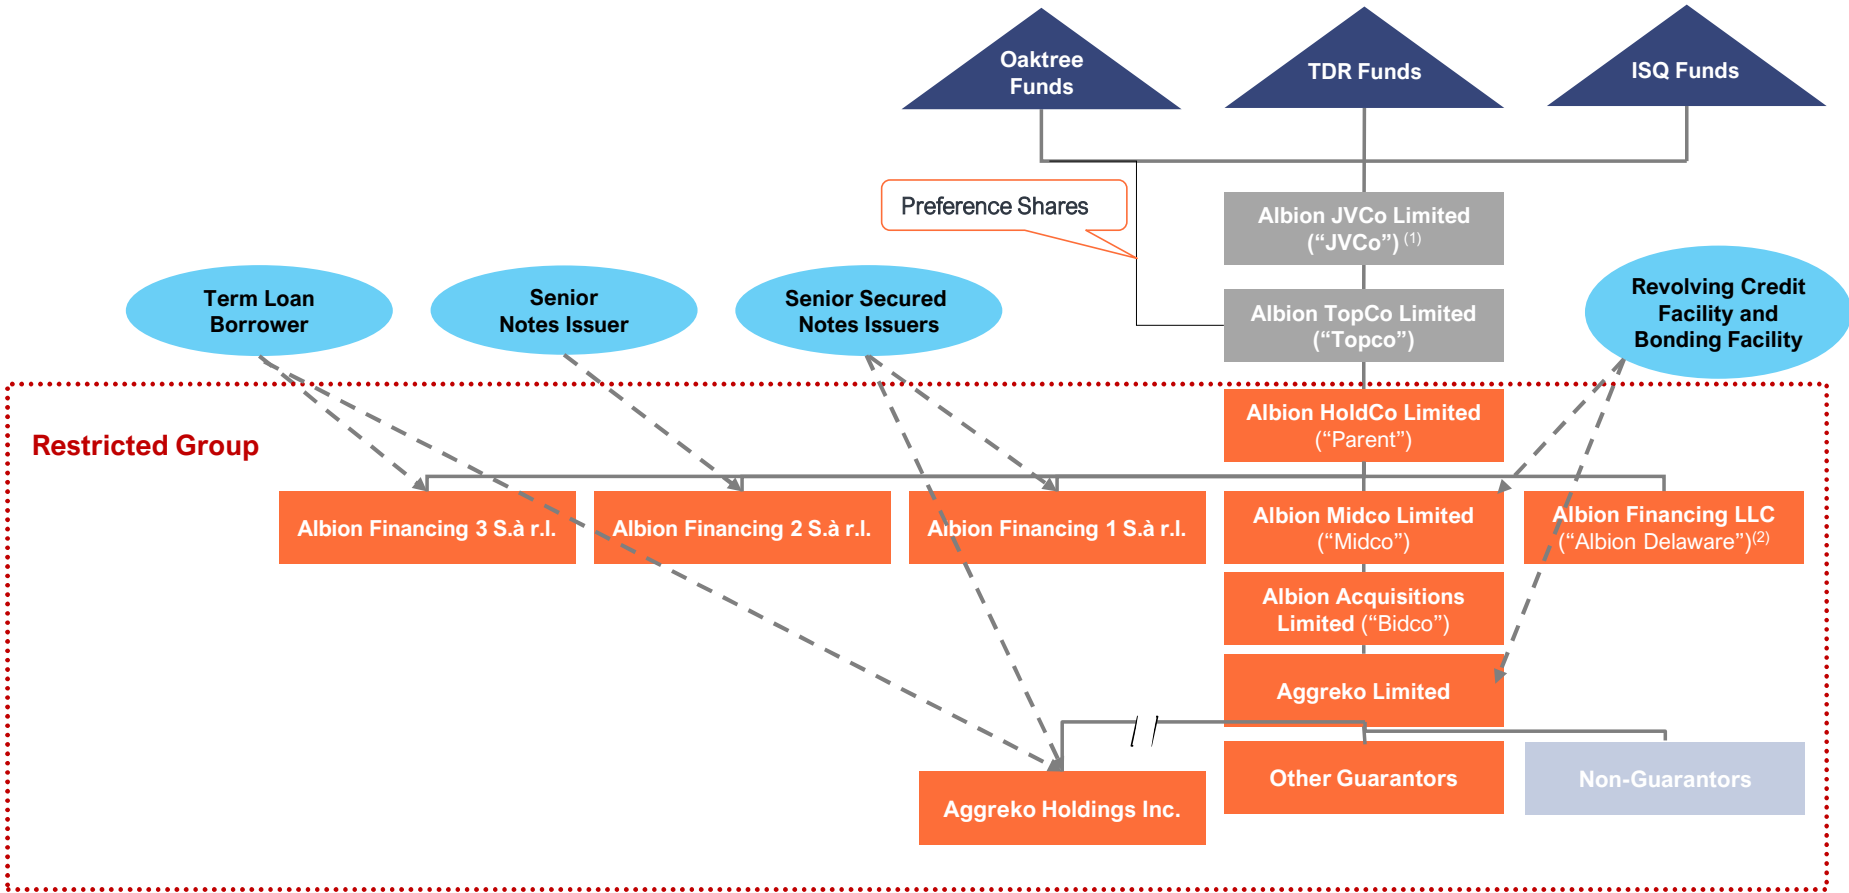 Oaktree
Funds
TDR Funds
ISQ Funds
Preference Shares
Albion JVCo Limited
(“JVCo”) (1)
Term Loan
Borrower
Senior
Notes Issuer
Senior Secured
Notes Issuers
Albion TopCo Limited
(“Topco”)
Revolving Credit
Facility and
Bonding Facility
Restricted Group
Albion HoldCo Limited
(“Parent”)
Albion Financing 3 S.à r.l.
Albion Financing 2 S.à r.l.
Albion Financing 1 S.à r.l.
Albion Midco Limited
(“Midco”)
Albion Financing LLC
(“Albion Delaware”)(2)
Albion Acquisitions
Limited (“Bidco”)
Aggreko Limited
Aggreko Holdings Inc.
Other Guarantors
Non-Guarantors